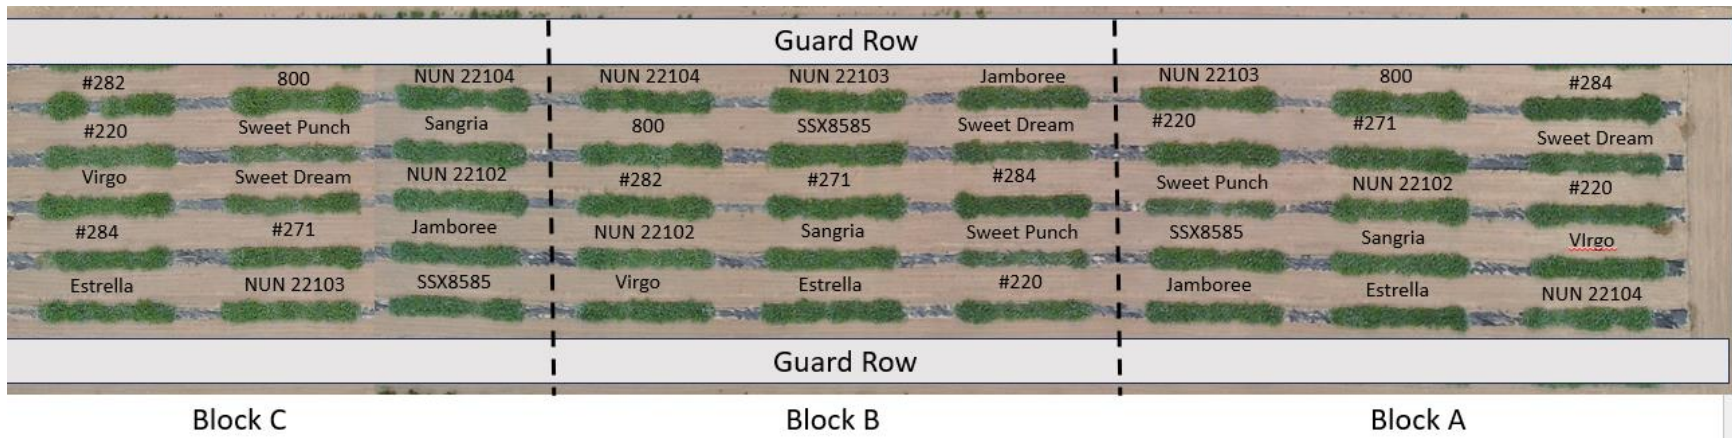 Guard Row
#282 800 NUN 22104 NUN 22104 NUN 22103 Jamboree NUN 22103 800 #284
#220 Sweet Punch Sangria 800 SSX8585 Sweet Dream #220 #271 Sweet Dream
Virgo Sweet Dream NUN 22102 #282 #271 #284 Sweet Punch NUN 22102 #220
#284 #271 Jamboree NUN 22102 Sangria Sweet Punch SSX8585 Sangria VIrgo
Estrella NUN 22103 SSX8585 Virgo Estrella #220 Jamboree Estrella NUN 22104
Guard Row
Block C Block B Block A